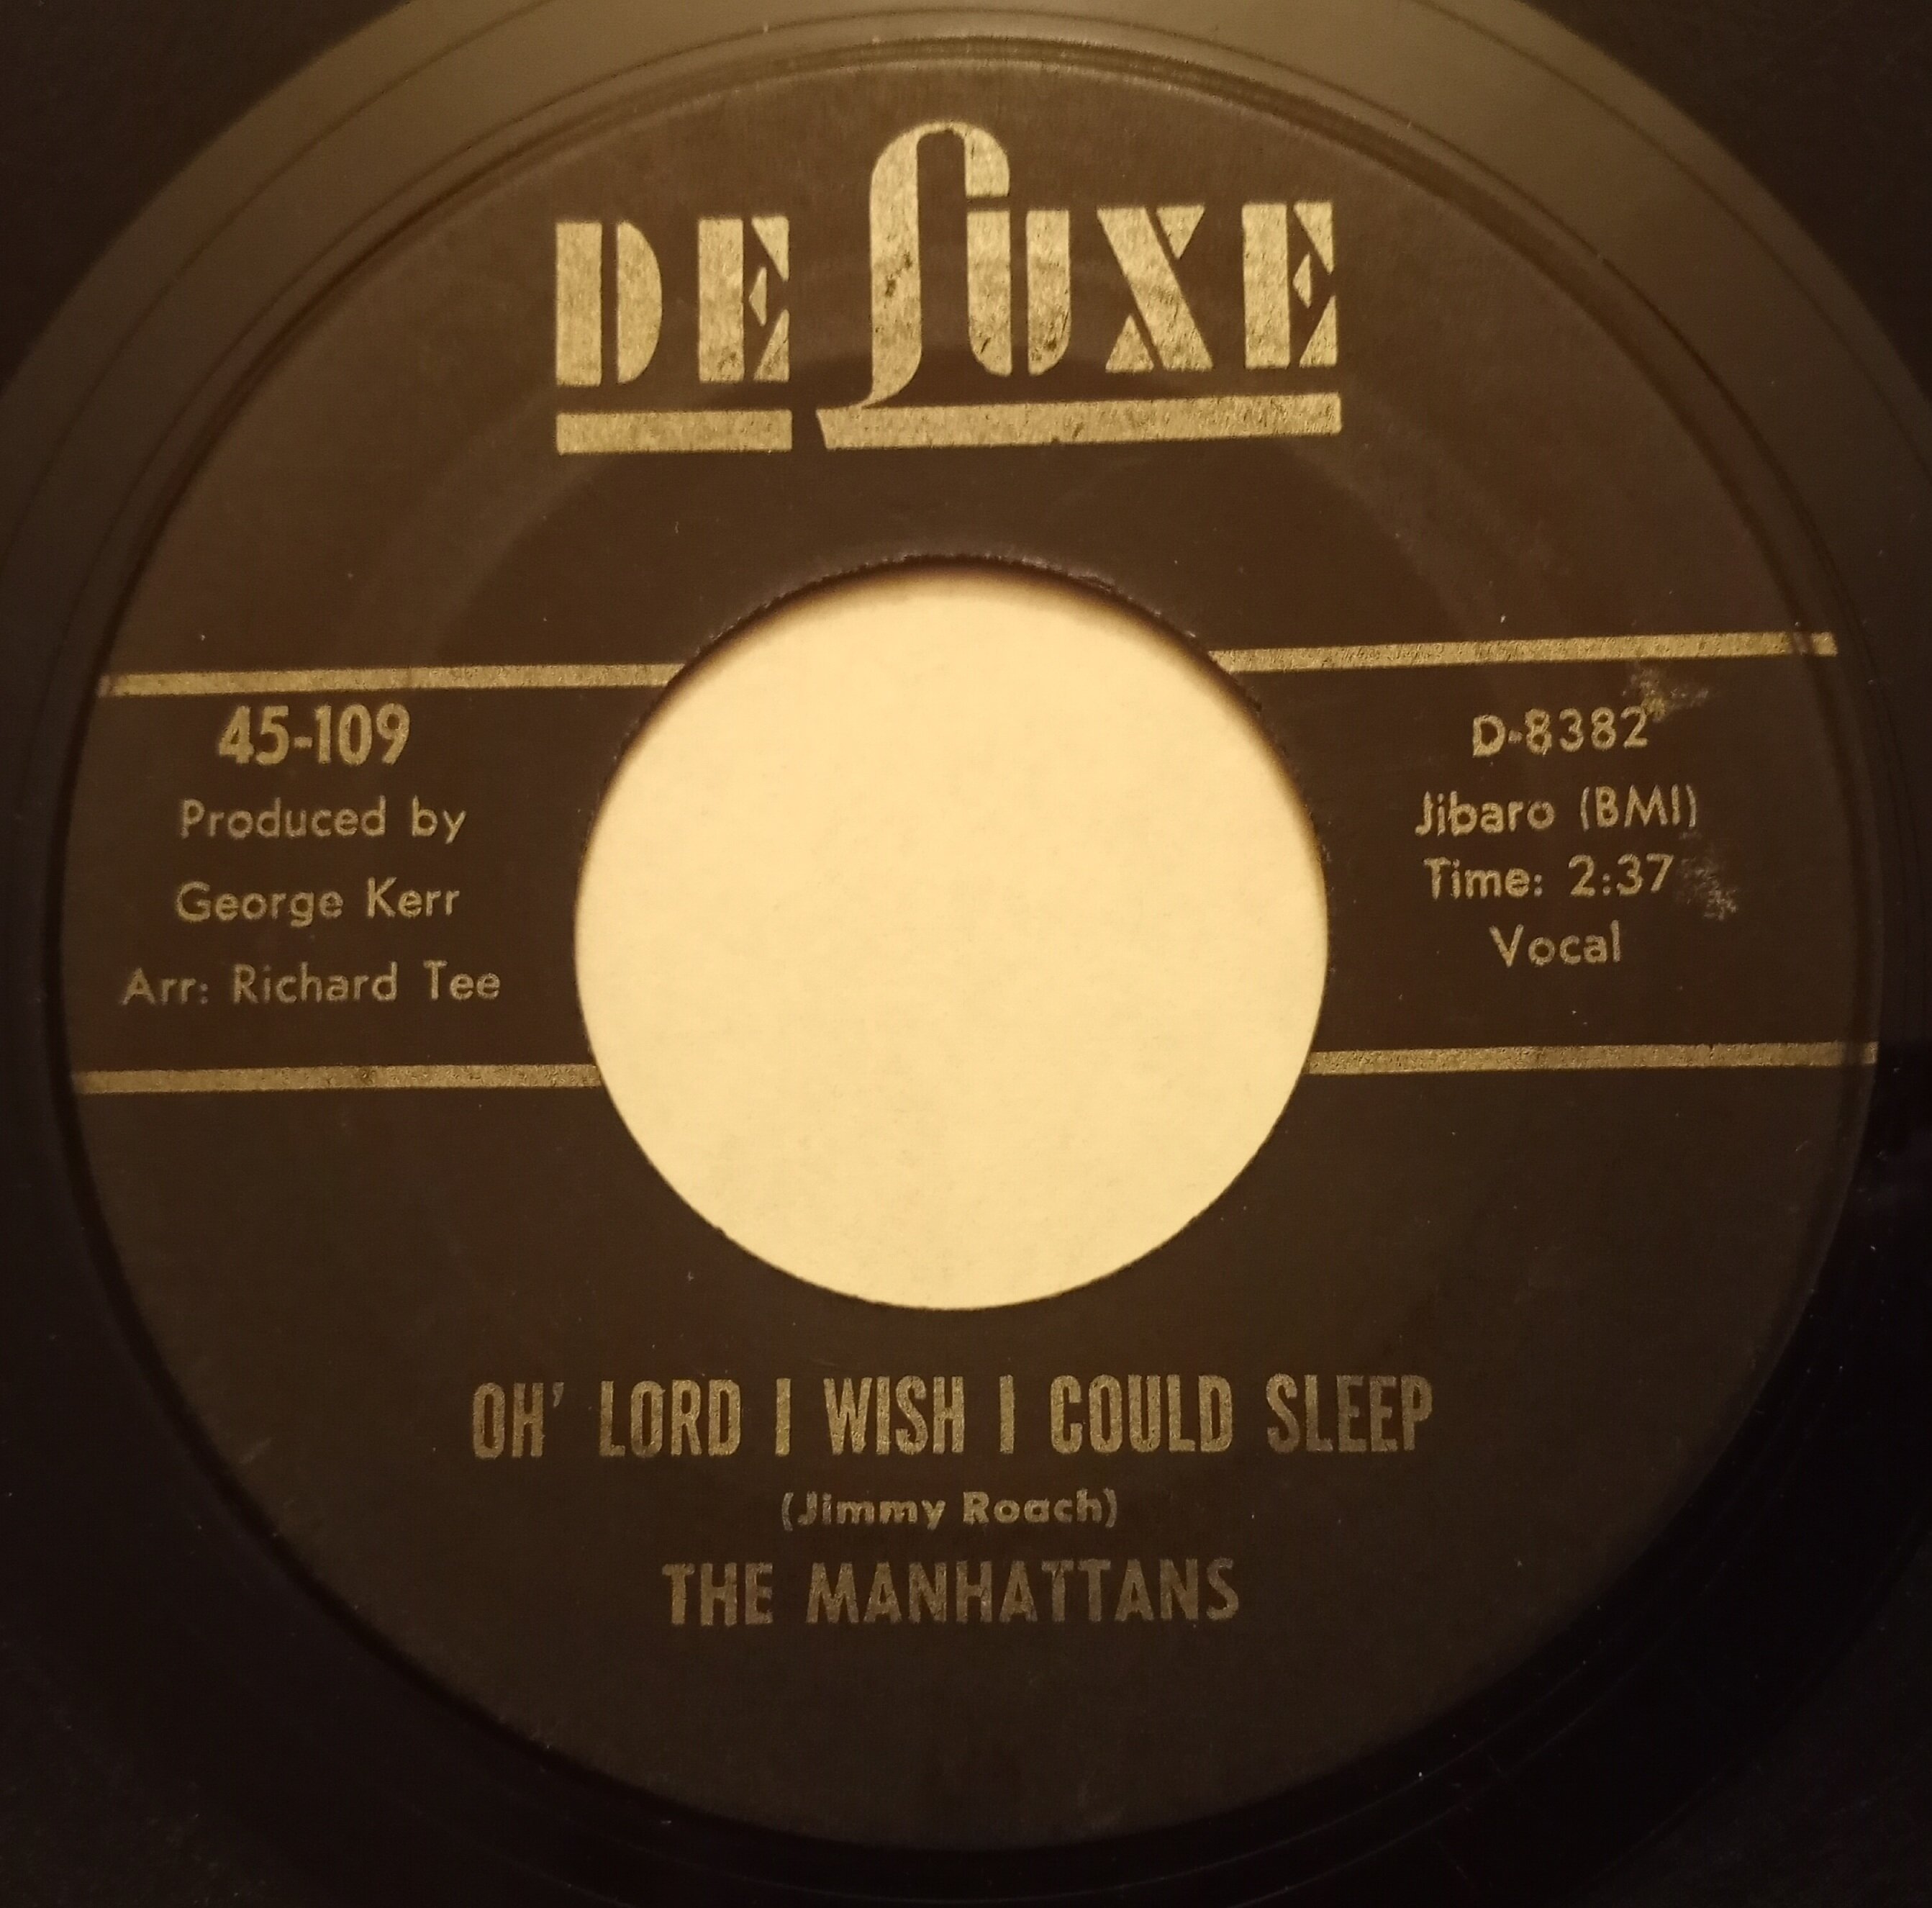 DE LUXE
45-109
Produced by
George Kerr
Arr: Richard Tee
D-8382
Jibaro (BMI)
Time: 2:37
Vocal
OH' LORD I WISH I COULD SLEEP
(Jimmy Roach)
THE MANHATTANS